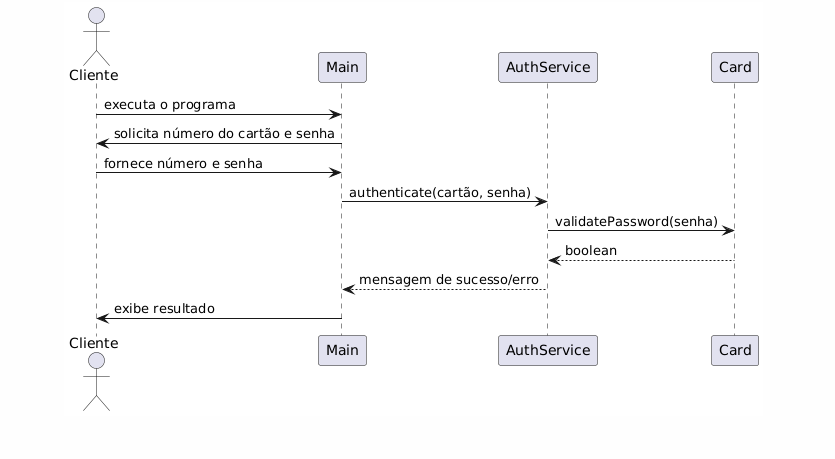 Cliente
Main
AuthService
Card
executa o programa
solicita número do cartão e senha
fornece número e senha
authenticate(cartão, senha)
validatePassword(senha)
boolean
mensagem de sucesso/erro
exibe resultado
Cliente
Main
AuthService
Card